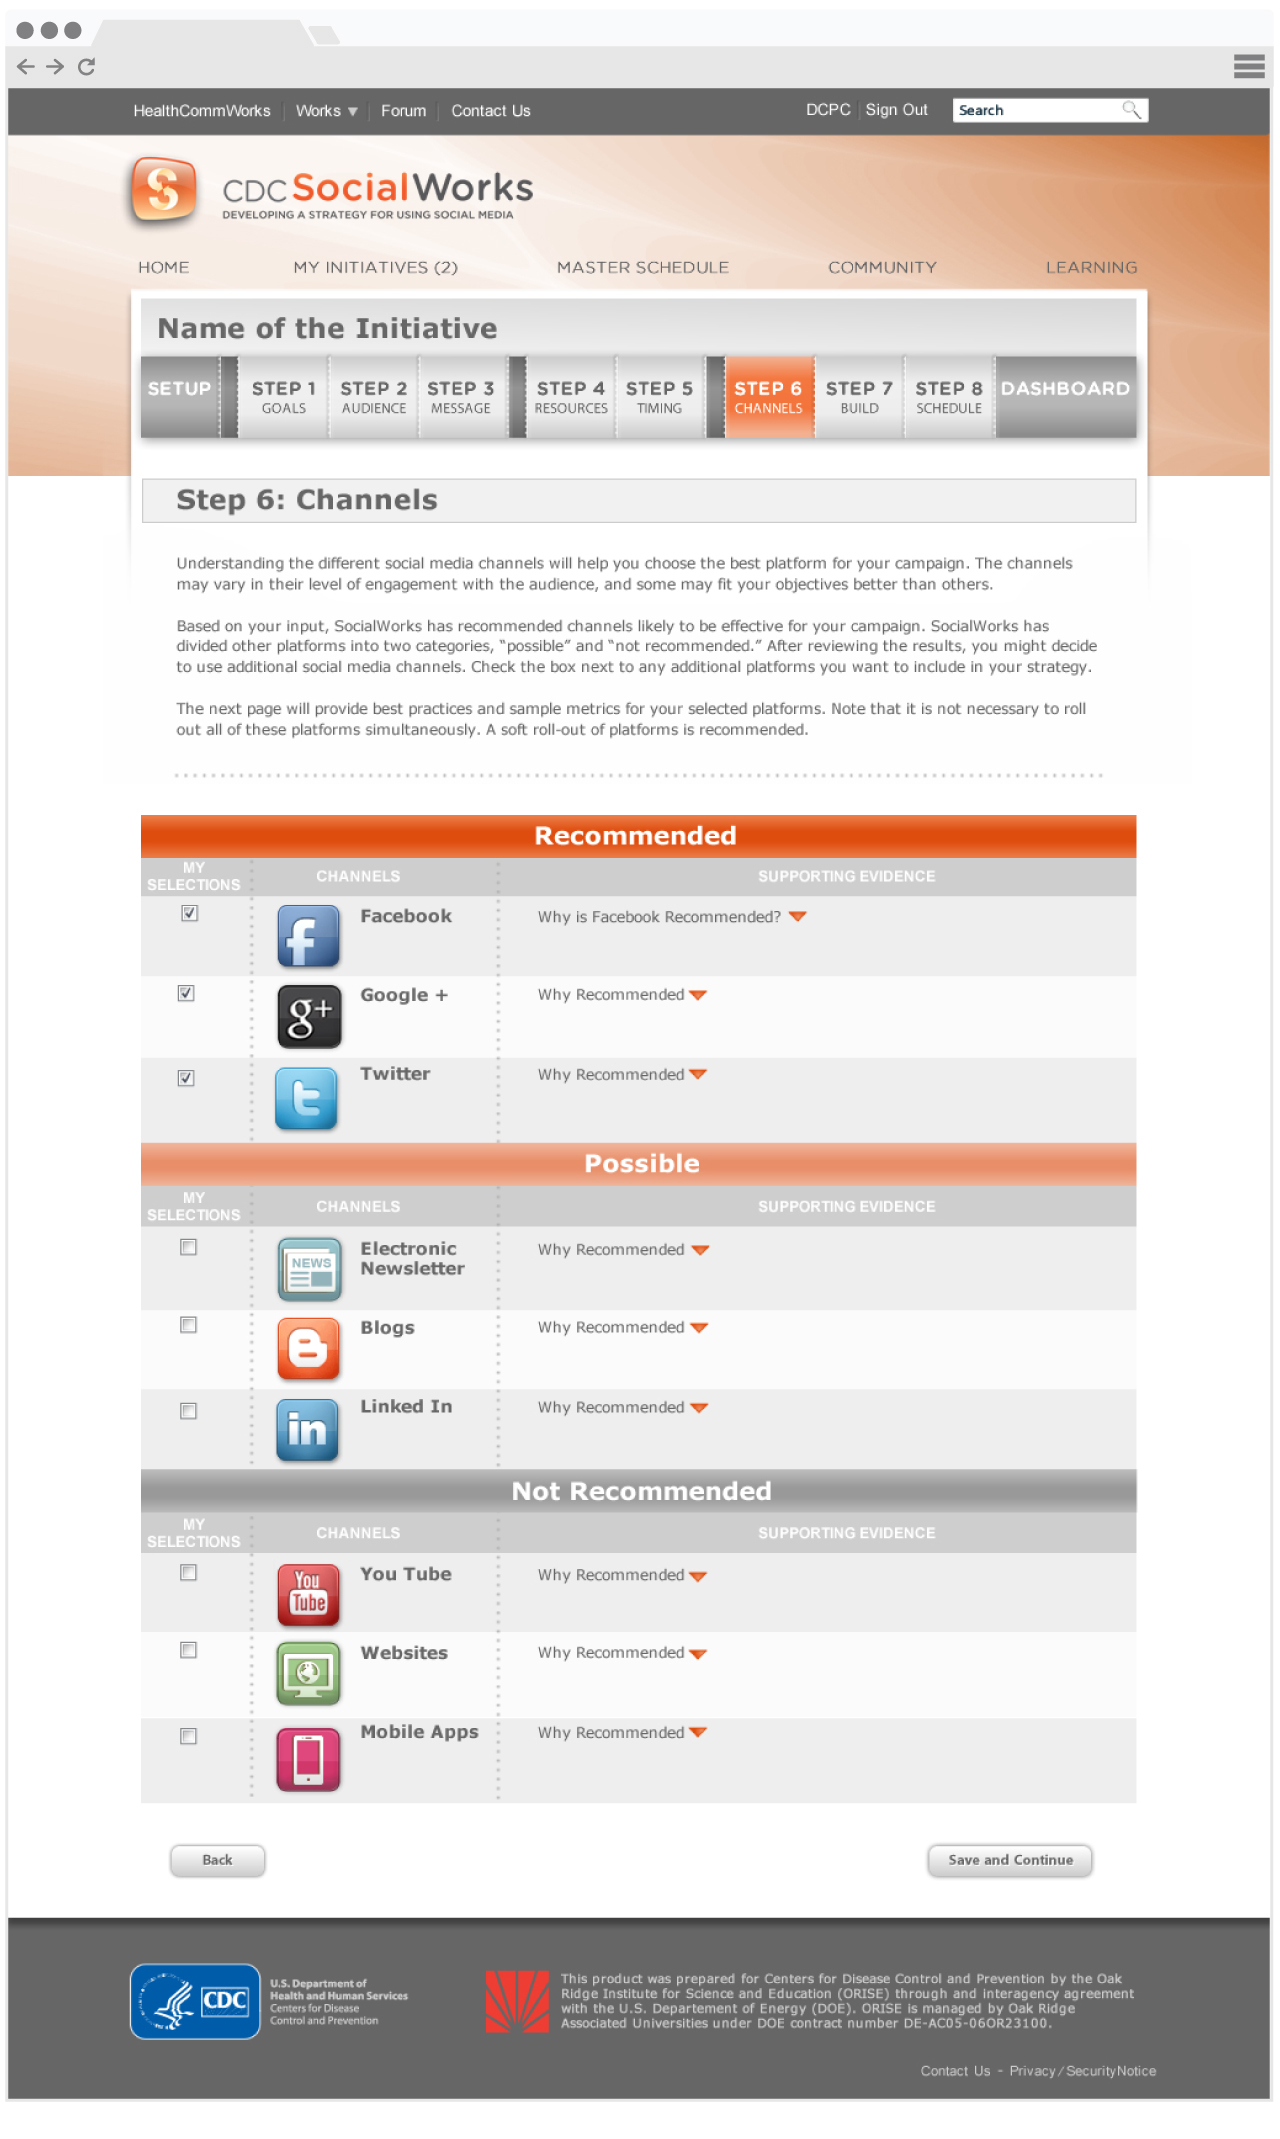 HealthCommWorks Works Forum Contact Us DCPC Sign Out Search
S CDC SocialWorks
DEVELOPING A STRATEGY FOR USING SOCIAL MEDIA
HOME MY INITIATIVES (2) MASTER SCHEDULE COMMUNITY LEARNING
Name of the Initiative
SETUP STEP 1 STEP 2 STEP 3 STEP 4 STEP 5 STEP 6 STEP 7 STEP 8 DASHBOARD
GOALS AUDIENCE MESSAGE RESOURCES TIMING CHANNELS BUILD SCHEDULE
Step 6: Channels
Understanding the different social media channels will help you choose the best platform for your campaign. The channels
may vary in their level of engagement with the audience, and some may fit your objectives better than others.
Based on your input, SocialWorks has recommended channels likely to be effective for your campaign. SocialWorks has
divided other platforms into two categories, “possible” and “not recommended.” After reviewing the results, you might decide
to use additional social media channels. Check the box next to any additional platforms you want to include in your strategy.
The next page will provide best practices and sample metrics for your selected platforms. Note that it is not necessary to roll
out all of these platforms simultaneously. A soft roll-out of platforms is recommended.
Recommended
MY
SELECTIONS CHANNELS SUPPORTING EVIDENCE
f Facebook Why is Facebook Recommended?
g+ Google + Why Recommended
t Twitter Why Recommended
Possible
MY
SELECTIONS CHANNELS SUPPORTING EVIDENCE
NEWS Electronic Why Recommended
Newsletter
B Blogs Why Recommended
in Linked In Why Recommended
Not Recommended
MY
SELECTIONS CHANNELS SUPPORTING EVIDENCE
You Tube You Tube Why Recommended
Websites Why Recommended
Mobile Apps Why Recommended
Back Save and Continue
CDC
U.S. Department of
Health and Human Services
Centers for Disease
Control and Prevention
This product was prepared for Centers for Disease Control and Prevention by the Oak
Ridge Institute for Science and Education (ORISE) through and interagency agreement
with the U.S. Departement of Energy (DOE). ORISE is managed by Oak Ridge
Associated Universities under DOE contract number DE-AC05-06OR23100.
Contact Us - Privacy/SecurityNotice